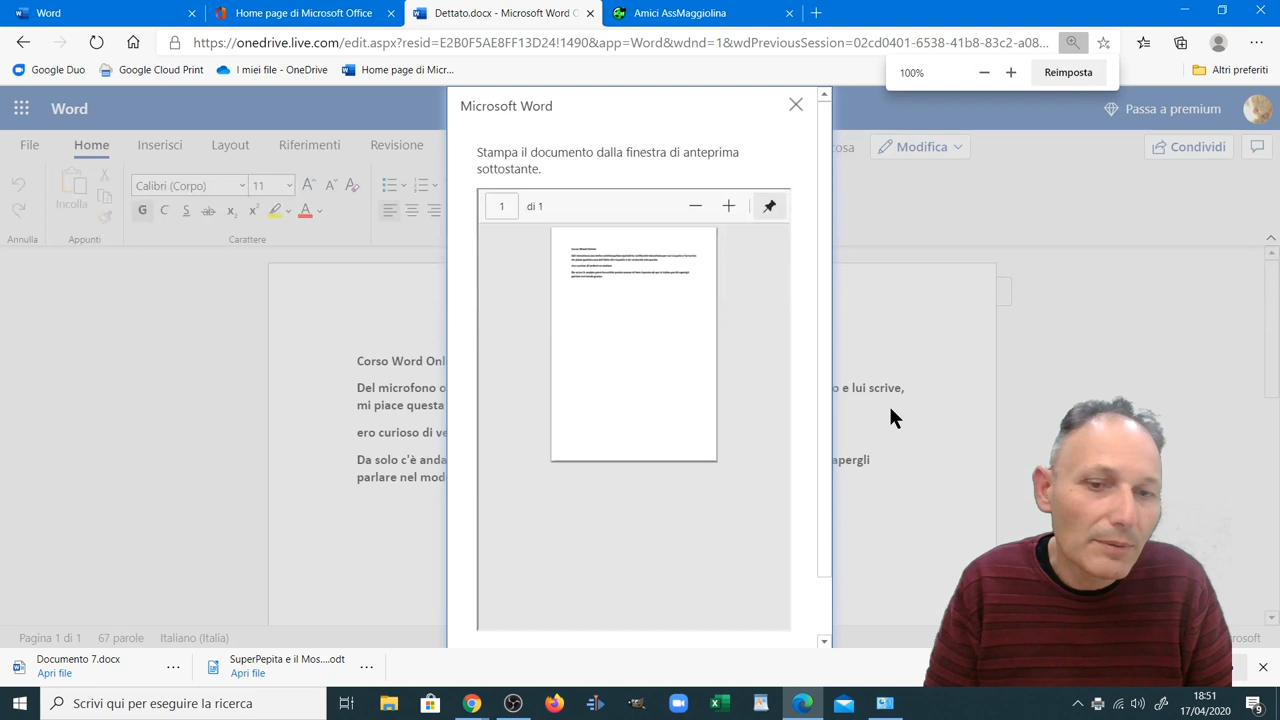 Word
Home page di Microsoft Office
Dettato.docx - Microsoft Word C
Amici AssMaggiolina
https://onedrive.live.com/edit.aspx?resid=E2B0F5AE8FF13D24!1490&app=Word&wdnd=1&wdPreviousSession=02cd0401-6538-41b8-83c2-a08...
Google Duo
Google Cloud Print
I miei file - OneDrive
Home page di Micr...
100%
Reimposta
Altri preferiti
Word
Microsoft Word
Passa a premium
File
Home
Inserisci
Layout
Riferimenti
Revisione
cosa
Modifica
Condividi
Stampa il documento dalla finestra di anteprima
sottostante.
Incolla
Calibri (Corpo)
11
G
C
S
ab
1
di 1
Annulla
Appunti
Carattere
Corso Word Onl
Del microfono o
o e lui scrive,
mi piace questa
ero curioso di ve
Da solo c'è anda
apergli
parlare nel mod
Pagina 1 di 1
67 parole
Italiano (Italia)
osoft
Documento 7.docx
Apri file
SuperPepita e il Mos....odt
Apri file
Scrivi qui per eseguire la ricerca
18:51
17/04/2020